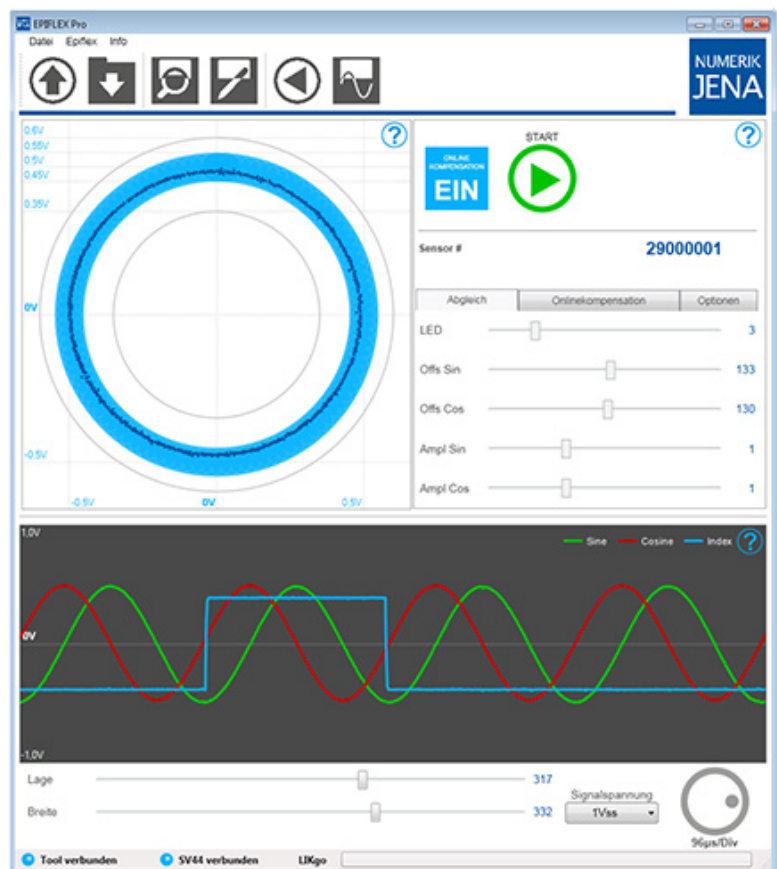 EPIFLEX Pro
Datei Epiflex Info
NUMERIK
JENA
0.6V
0.55V
0.5V
0.45V
0.35V
0V
-0.5V
-0.5V 0V 0.5V
?
START
?
ONLINE
KOMPENSATION
EIN
Sensor # 29000001
Abgleich Onlinekompensation Optionen
LED 3
Offs Sin 133
Offs Cos 130
Ampl Sin 1
Ampl Cos 1
1,0V
Sine Cosine Index ?
0V
-1,0V
Lage 317
Breite 332
Signalspannung
1Vss
96µs/Div
Tool verbunden SV44 verbunden LIKgo